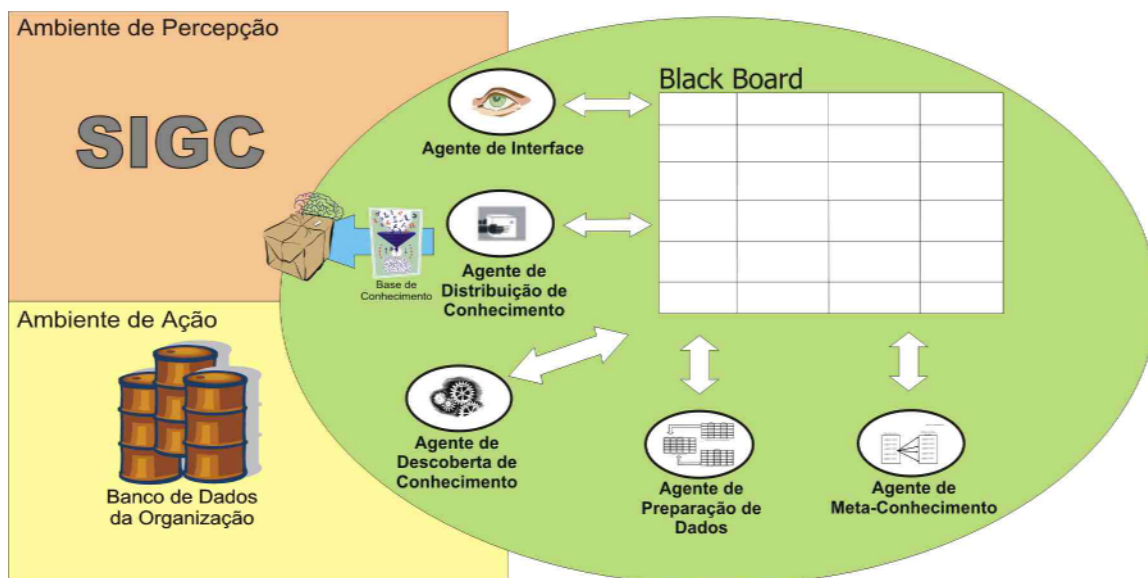 Ambiente de Percepção
SIGC
Black Board
Agente de Interface
Base de
Conhecimento
Agente de
Distribuição de
Conhecimento
Ambiente de Ação
Banco de Dados
da Organização
Agente de
Descoberta de
Conhecimento
Agente de
Preparação de
Dados
Agente de
Meta-Conhecimento